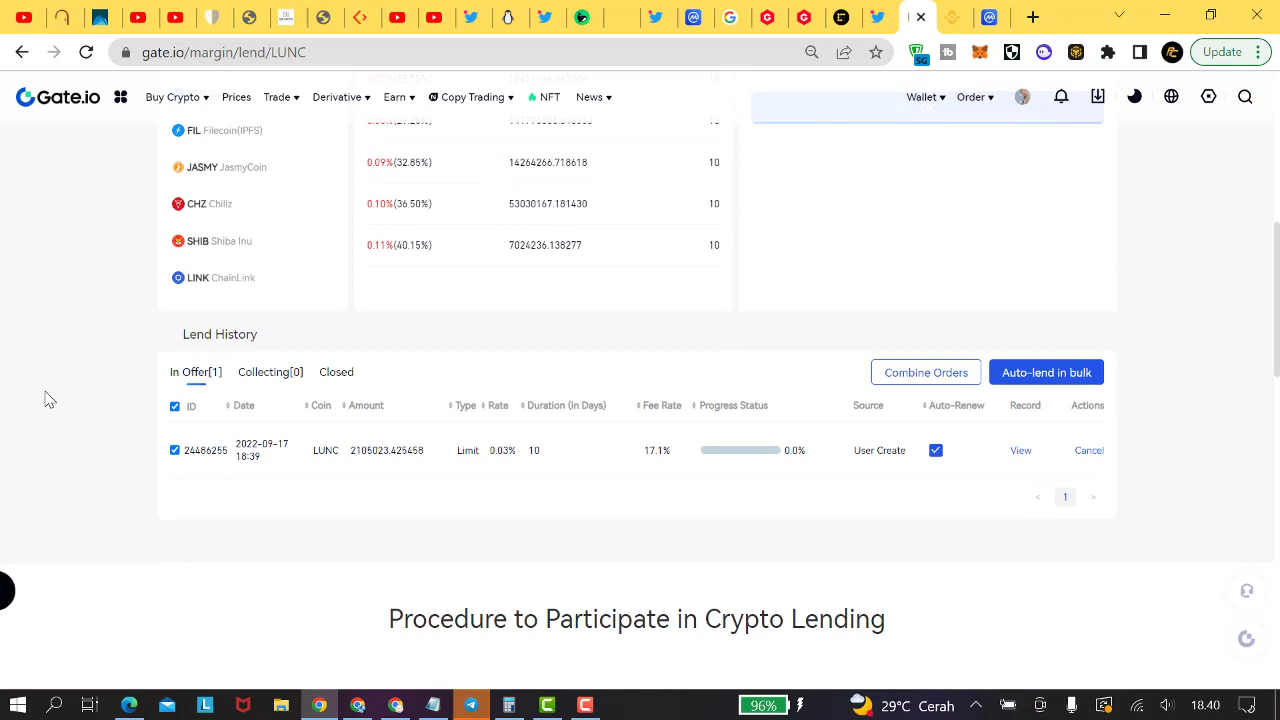 gate.io/margin/lend/LUNC
Update
SG
Gate.io Buy Crypto Prices Trade Derivative Earn Copy Trading NFT News Wallet Order
FIL Filecoin(IPFS)
JASMY JasmyCoin 0.09%(32.85%) 14264266.718618 10
CHZ Chiliz 0.10%(36.50%) 53030167.181430 10
SHIB Shiba Inu 0.11%(40.15%) 7024236.138277 10
LINK ChainLink
Lend History
In Offer[1] Collecting[0] Closed Combine Orders Auto-lend in bulk
ID Date Coin Amount Type Rate Duration (in Days) Fee Rate Progress Status Source Auto-Renew Record Actions
24486255 2022-09-17 18:39 LUNC 2105023.425458 Limit 0.03% 10 17.1% 0.0% User Create View Cancel
< 1 >
Procedure to Participate in Crypto Lending
96% 29°C Cerah 18.40